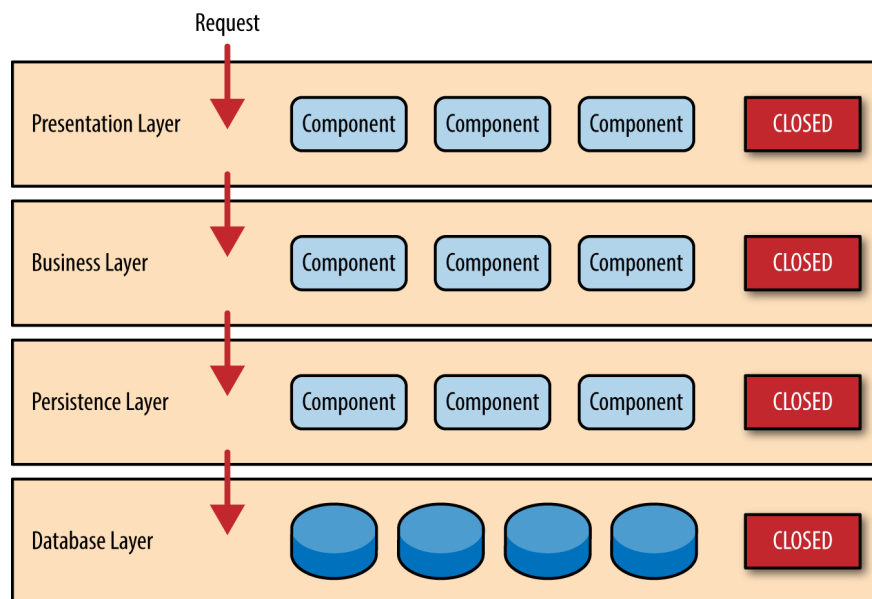 Request
Presentation Layer Component Component Component CLOSED
Business Layer Component Component Component CLOSED
Persistence Layer Component Component Component CLOSED
Database Layer CLOSED